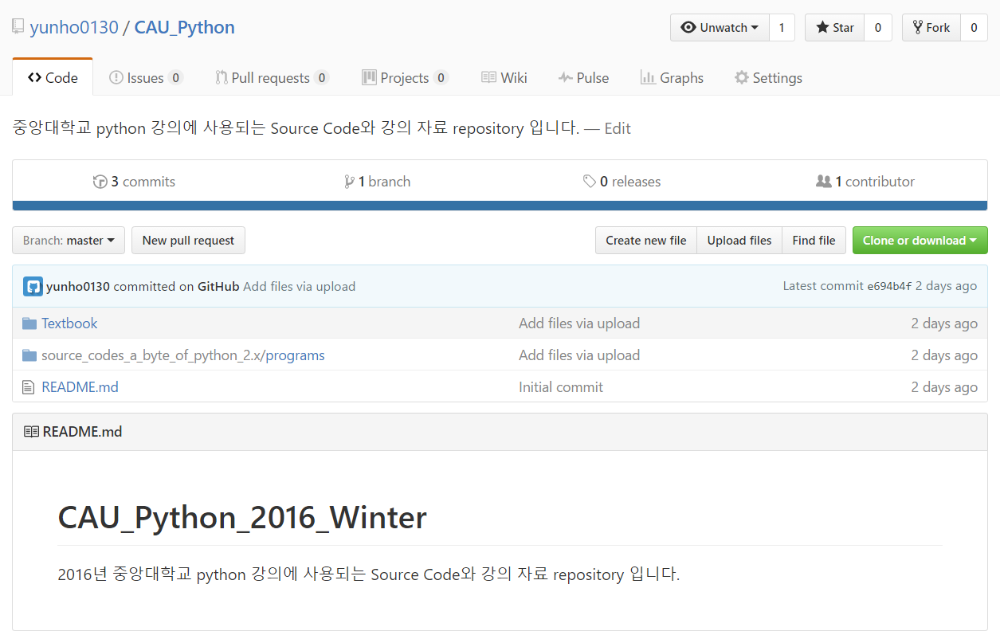 yunho0130 / CAU_Python Unwatch 1 Star 0 Fork 0
Code Issues 0 Pull requests 0 Projects 0 Wiki Pulse Graphs Settings
중앙대학교 python 강의에 사용되는 Source Code와 강의 자료 repository 입니다. — Edit
3 commits 1 branch 0 releases 1 contributor
Branch: master New pull request Create new file Upload files Find file Clone or download
yunho0130 committed on GitHub Add files via upload Latest commit e694b4f 2 days ago
Textbook Add files via upload 2 days ago
source_codes_a_byte_of_python_2.x/programs Add files via upload 2 days ago
README.md Initial commit 2 days ago
README.md
CAU_Python_2016_Winter
2016년 중앙대학교 python 강의에 사용되는 Source Code와 강의 자료 repository 입니다.